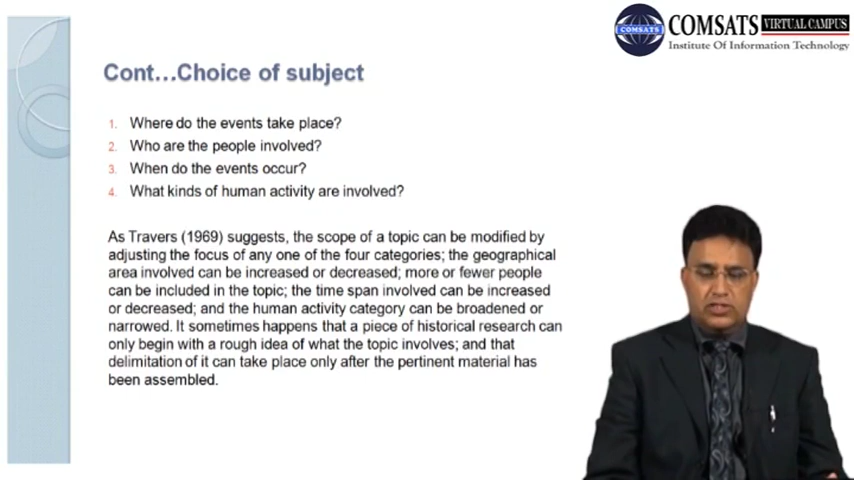 COMSATS VIRTUAL CAMPUS
COMSATS
Institute Of Information Technology
Cont...Choice of subject
1. Where do the events take place?
2. Who are the people involved?
3. When do the events occur?
4. What kinds of human activity are involved?
As Travers (1969) suggests, the scope of a topic can be modified by
adjusting the focus of any one of the four categories; the geographical
area involved can be increased or decreased; more or fewer people
can be included in the topic; the time span involved can be increased
or decreased; and the human activity category can be broadened or
narrowed. It sometimes happens that a piece of historical research can
only begin with a rough idea of what the topic involves; and that
delimitation of it can take place only after the pertinent material has
been assembled.